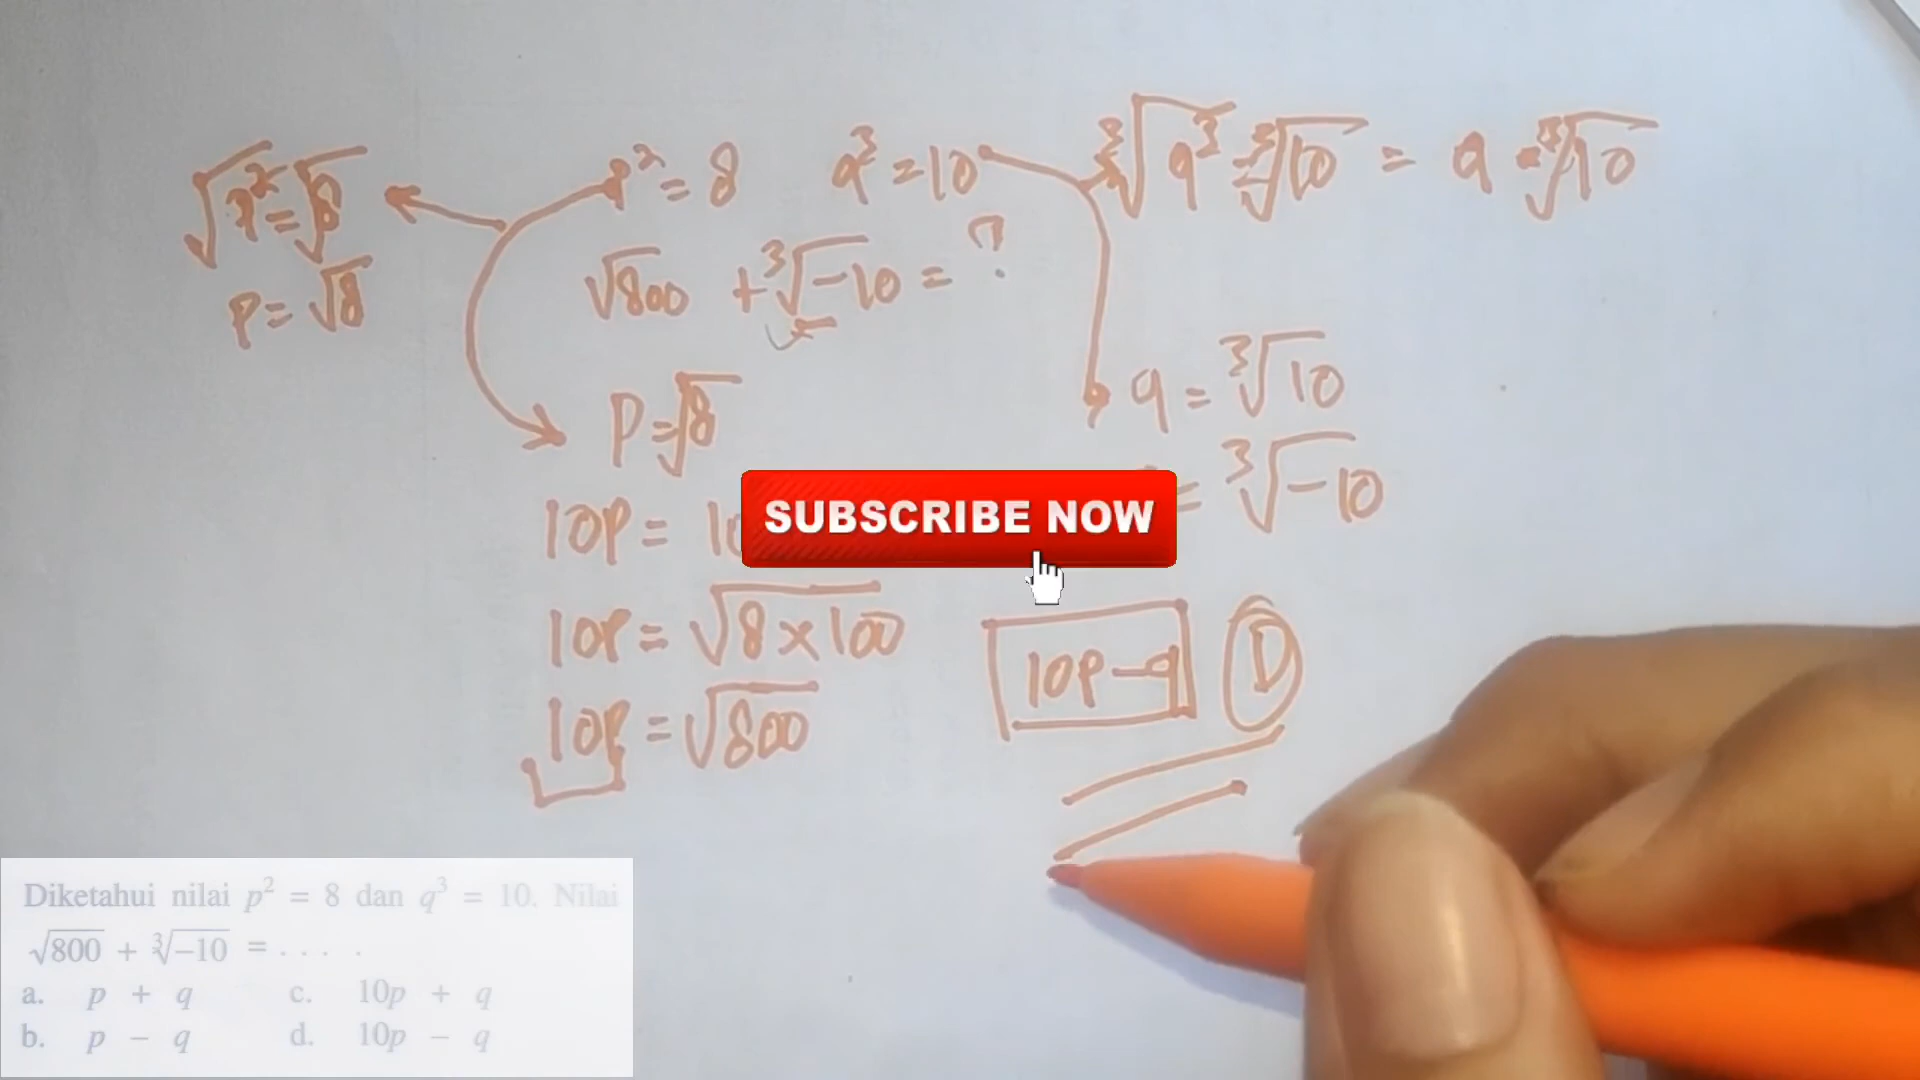 √p² = √8
p = √8
p² = 8 q³ = 10
∛q³ = ∛10 = q = ∛10
√800 + ∛-10 = ?
P = √8
q = ∛10
= ∛-10
10P = 10
SUBSCRIBE NOW
10P = √8 x 100
10P - q D
10P = √800
Diketahui nilai p² = 8 dan q³ = 10. Nilai
√800 + ∛−10 = . . . .
a. p + q c. 10p + q
b. p − q d. 10p − q